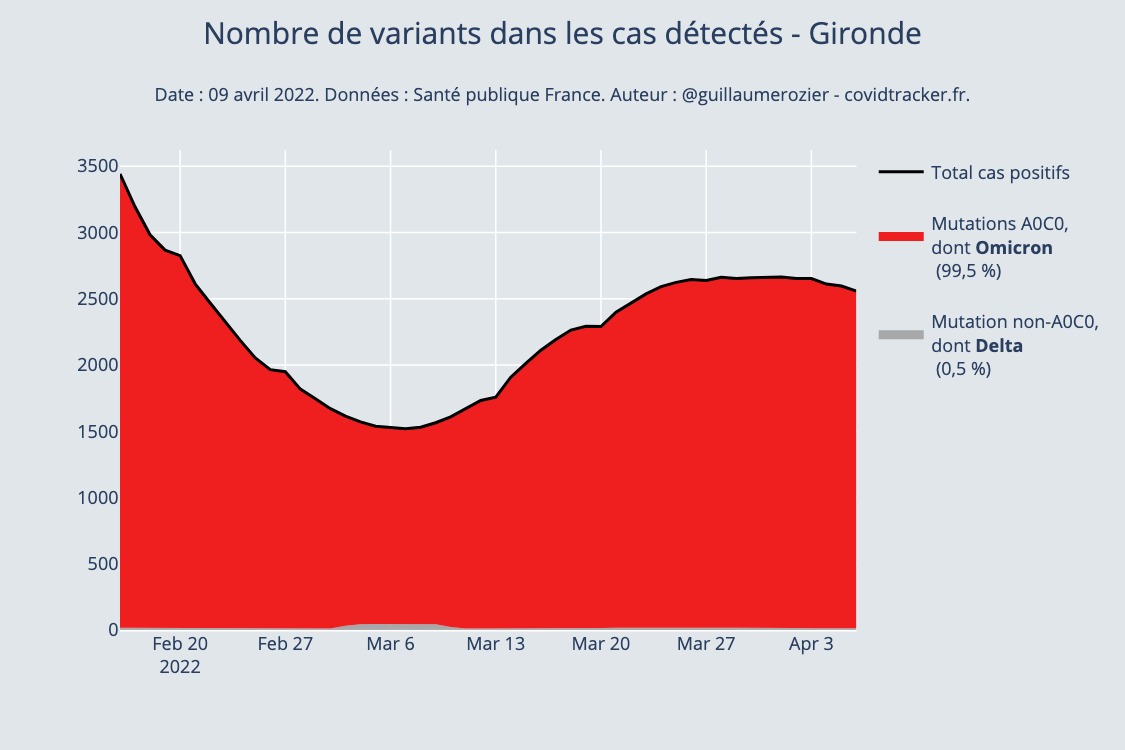 Nombre de variants dans les cas détectés - Gironde
Date : 09 avril 2022. Données : Santé publique France. Auteur : @guillaumerozier - covidtracker.fr.
3500
3000
2500
2000
1500
1000
500
0
Feb 20
2022
Feb 27
Mar 6
Mar 13
Mar 20
Mar 27
Apr 3
Total cas positifs
Mutations A0C0,
dont Omicron
(99,5 %)
Mutation non-A0C0,
dont Delta
(0,5 %)